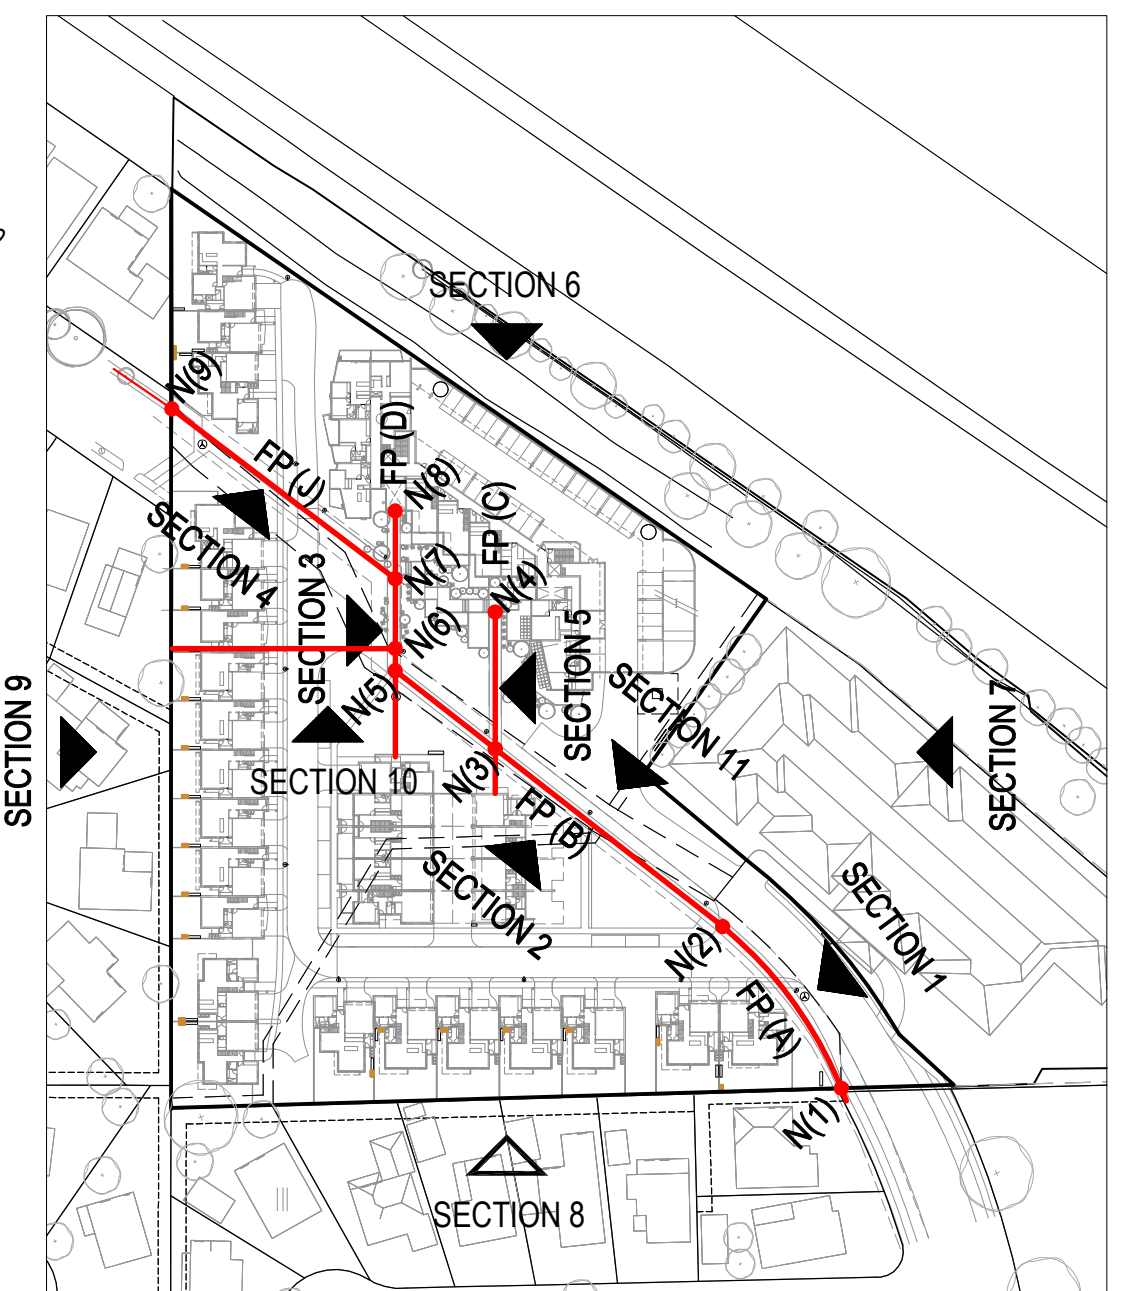 SECTION 6
N(9)
FP (D)
FP (J)
N(8)
FP (C)
SECTION 4
N(7)
N(4)
SECTION 3
N(6)
SECTION 5
SECTION 9
N(5)
SECTION 11
SECTION 7
SECTION 10
N(3)
FP (B)
SECTION 2
SECTION 1
N(2)
FP (A)
N(1)
SECTION 8